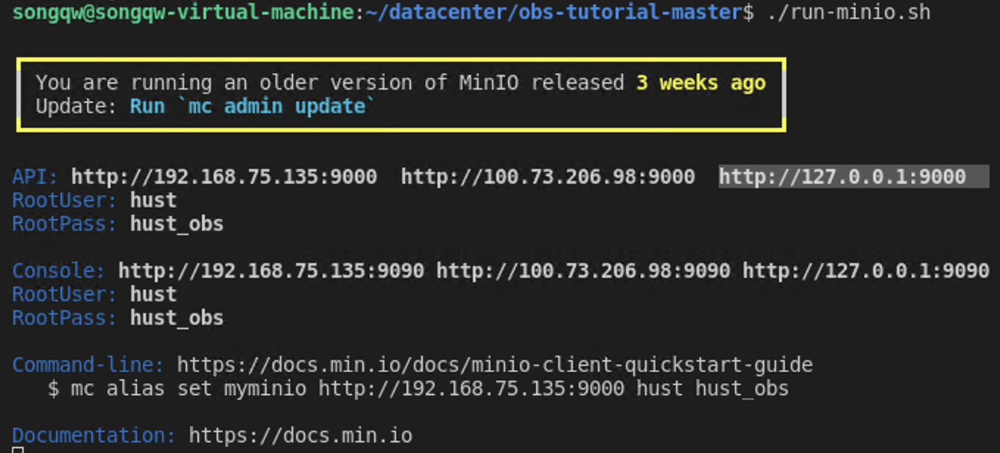 songqw@songqw-virtual-machine:~/datacenter/obs-tutorial-master$ ./run-minio.sh
You are running an older version of MinIO released 3 weeks ago
Update: Run `mc admin update`
API: http://192.168.75.135:9000  http://100.73.206.98:9000  http://127.0.0.1:9000
RootUser: hust
RootPass: hust_obs
Console: http://192.168.75.135:9090 http://100.73.206.98:9090 http://127.0.0.1:9090
RootUser: hust
RootPass: hust_obs
Command-line: https://docs.min.io/docs/minio-client-quickstart-guide
   $ mc alias set myminio http://192.168.75.135:9000 hust hust_obs
Documentation: https://docs.min.io